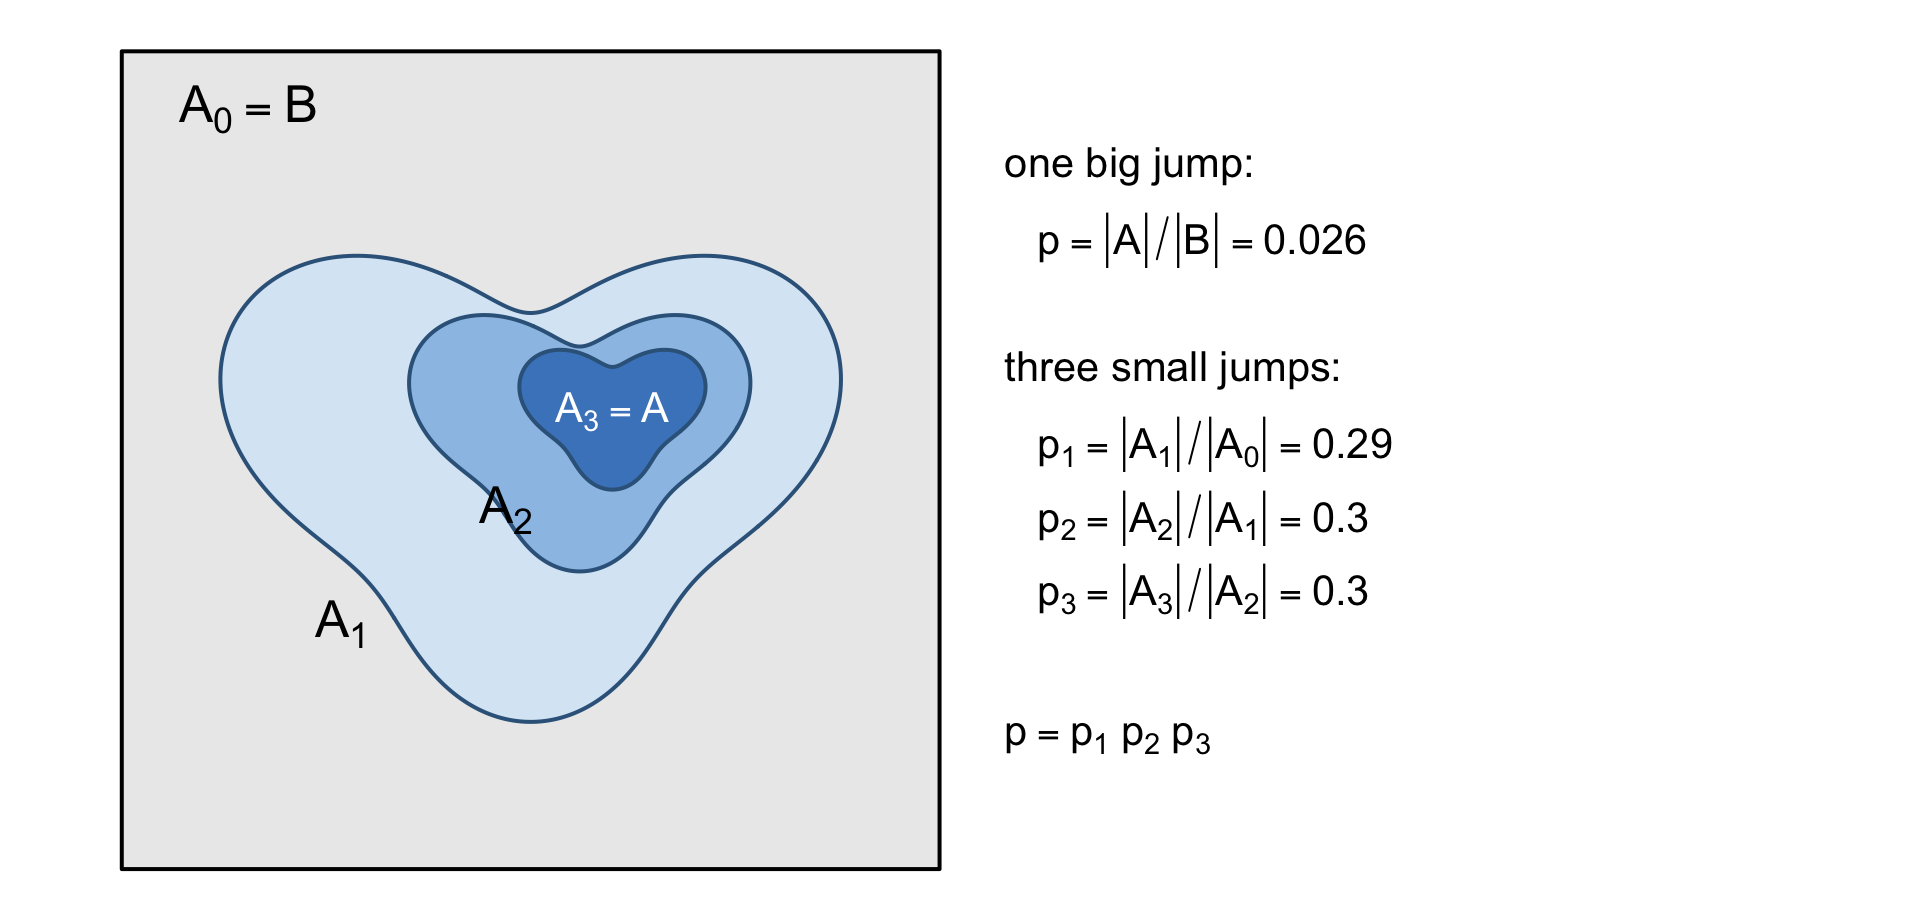 A₀ = B
A₁
A₂
A₃ = A
one big jump:
p = |A|/|B| = 0.026
three small jumps:
p₁ = |A₁|/|A₀| = 0.29
p₂ = |A₂|/|A₁| = 0.3
p₃ = |A₃|/|A₂| = 0.3
p = p₁ p₂ p₃